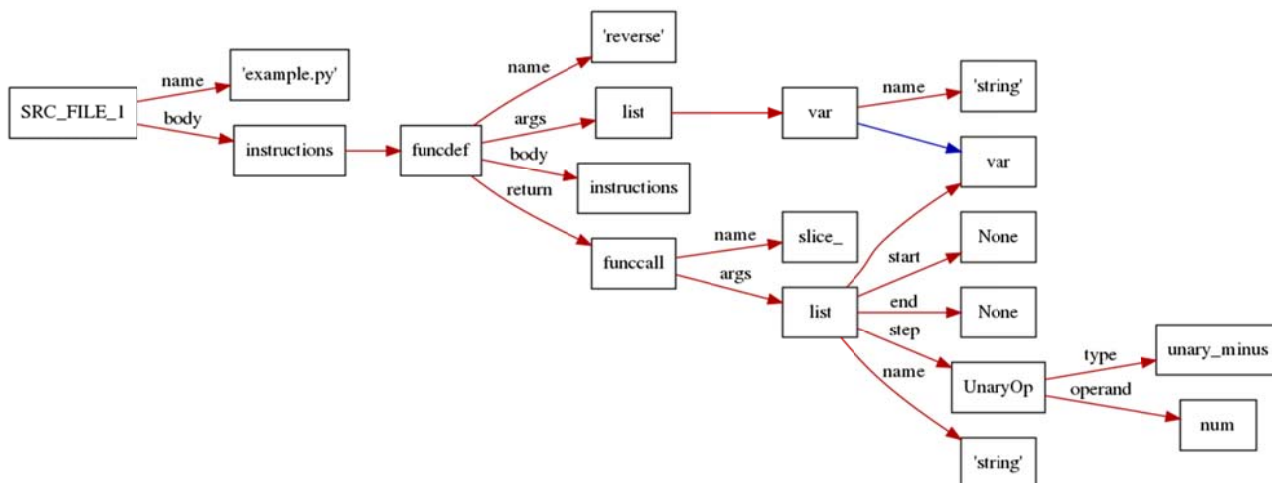 'reverse'
name
'example.py'
name
SRC_FILE_1
body
instructions
funcdef
args
list
var
name
'string'
var
body
instructions
return
funccall
name
slice_
args
list
start
None
end
None
step
UnaryOp
type
unary_minus
operand
num
name
'string'